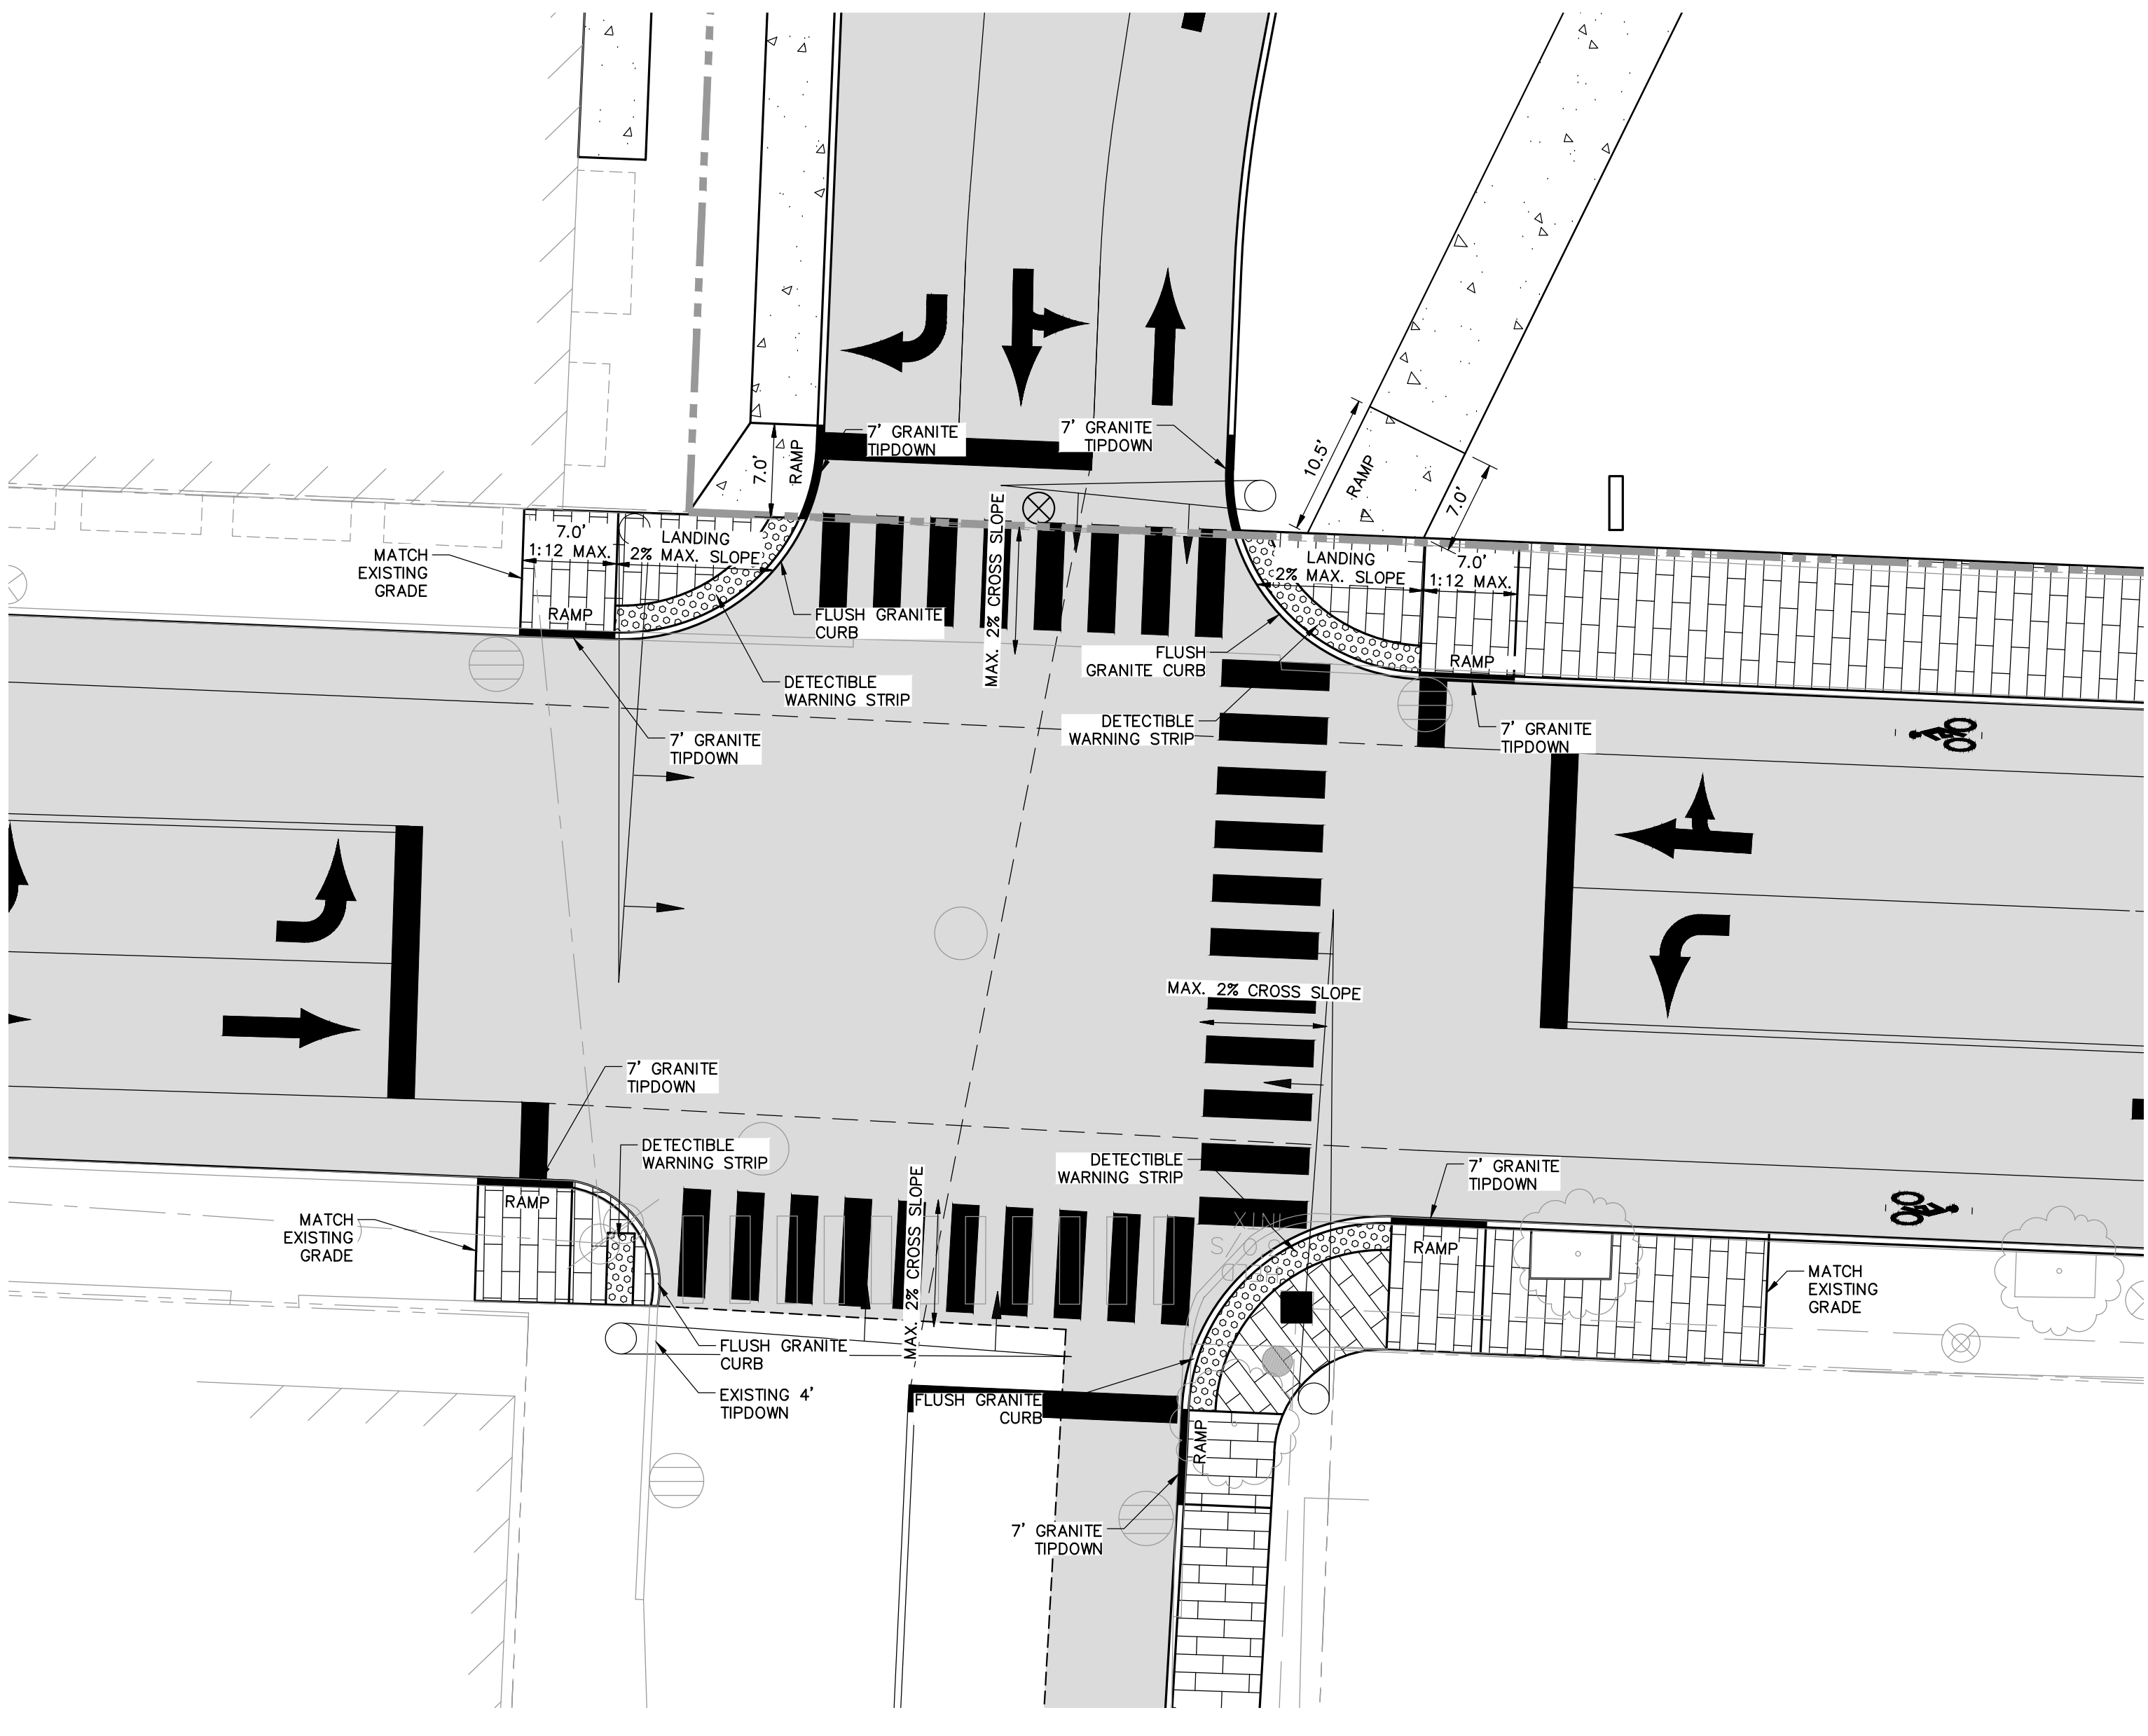 7' GRANITE
TIPDOWN
7' GRANITE
TIPDOWN
7.0'
RAMP
10.5'
RAMP
7.0'
MATCH
EXISTING
GRADE
7.0'
1:12 MAX.
LANDING
2% MAX. SLOPE
RAMP
MAX. 2% CROSS SLOPE
LANDING
2% MAX. SLOPE
7.0'
1:12 MAX.
RAMP
FLUSH GRANITE
CURB
FLUSH
GRANITE CURB
DETECTIBLE
WARNING STRIP
DETECTIBLE
WARNING STRIP
7' GRANITE
TIPDOWN
7' GRANITE
TIPDOWN
MAX. 2% CROSS SLOPE
7' GRANITE
TIPDOWN
DETECTIBLE
WARNING STRIP
DETECTIBLE
WARNING STRIP
7' GRANITE
TIPDOWN
RAMP
MATCH
EXISTING
GRADE
MAX. 2% CROSS SLOPE
RAMP
MATCH
EXISTING
GRADE
FLUSH GRANITE
CURB
EXISTING 4'
TIPDOWN
FLUSH GRANITE
CURB
RAMP
7' GRANITE
TIPDOWN